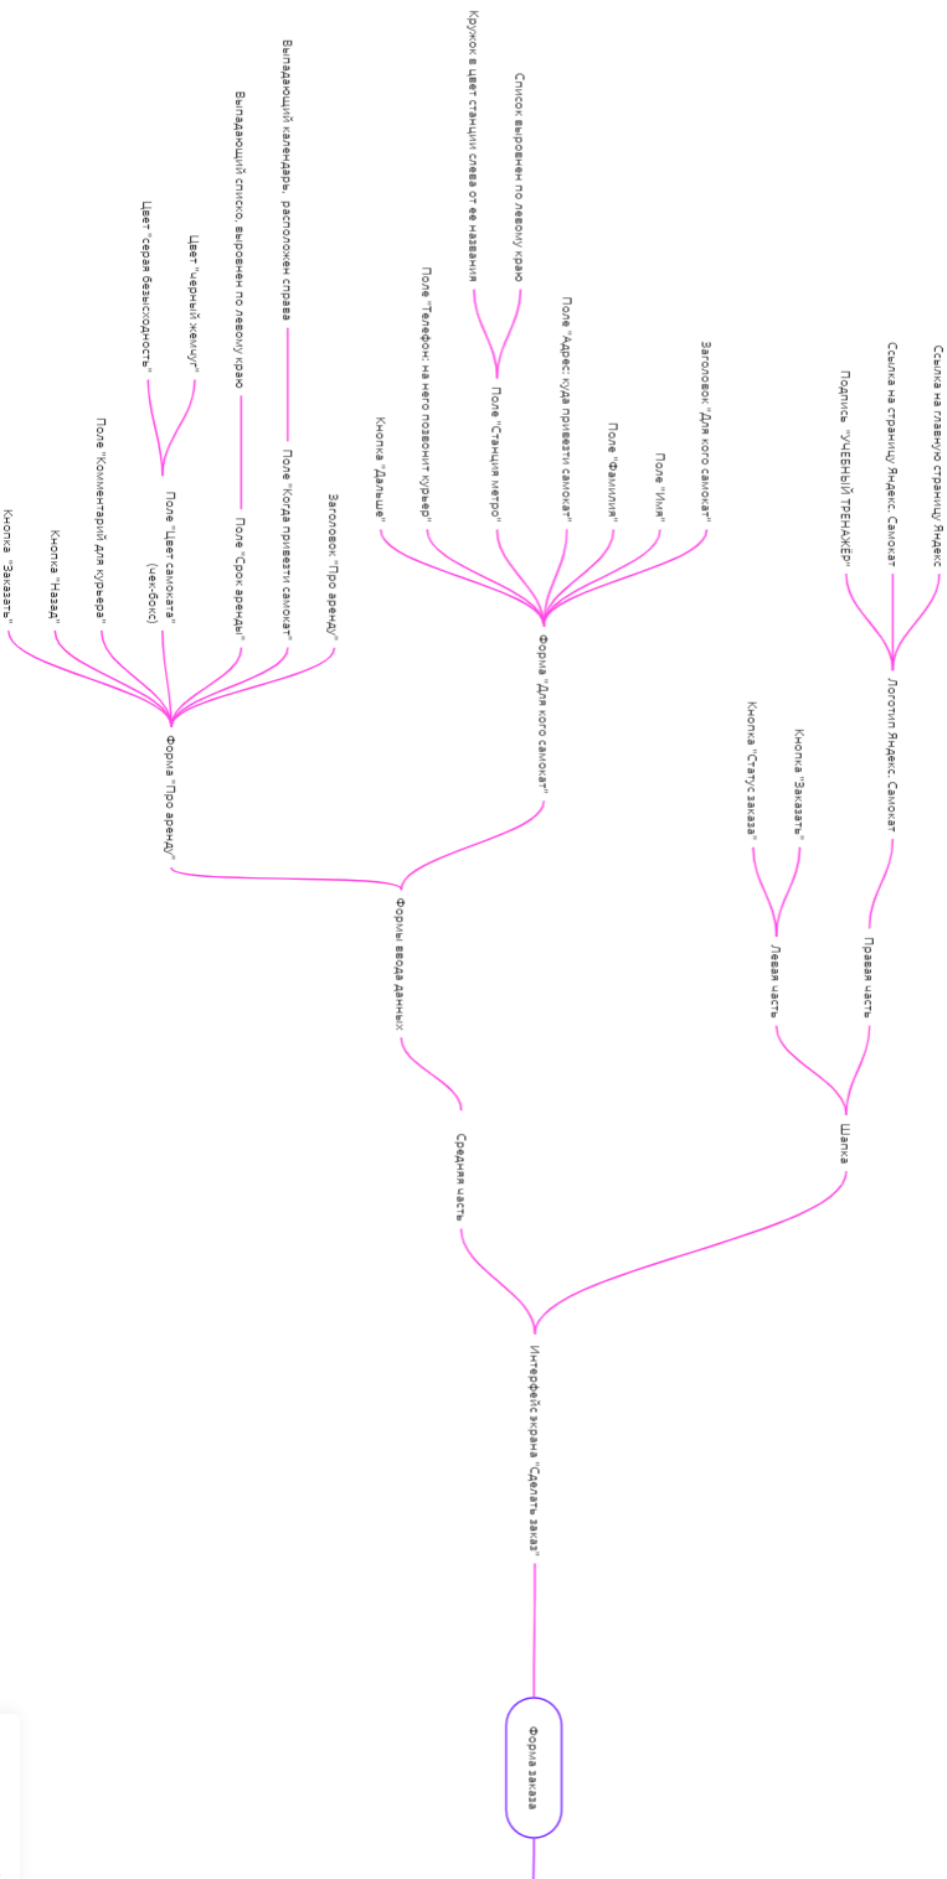 Ссылка на главную страницу Яндекс
Ссылка на страницу Яндекс. Самокат
Подпись "УЧЕБНЫЙ ТРЕНАЖЁР"
Логотип Яндекс. Самокат
Правая часть
Кнопка "Заказать"
Кнопка "Статус заказа"
Левая часть
Шапка
Заголовок "Для кого самокат"
Поле "Имя"
Поле "Фамилия"
Поле "Адрес: куда привезти самокат"
Список выровнен по левому краю
Кружок в цвет станции слева от ее названия
Поле "Станция метро"
Поле "Телефон: на него позвонит курьер"
Кнопка "Дальше"
Форма "Для кого самокат"
Заголовок "Про аренду"
Выпадающий календарь, расположен справа
Поле "Когда привезти самокат"
Выпадающий списко, выровнен по левому краю
Поле "Срок аренды"
Цвет "черный жемчуг"
Цвет "серая безысходность"
Поле "Цвет самоката"
(чек-бокс)
Поле "Комментарий для курьера"
Кнопка "Назад"
Кнопка "Заказать"
Форма "Про аренду"
Формы ввода данных
Средняя часть
Интерфейс экрана "Сделать заказ"
Форма заказа